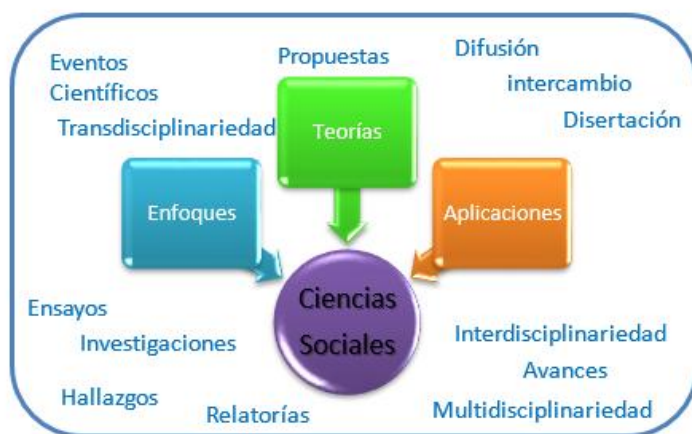 Eventos
Científicos
Transdisciplinariedad
Propuestas
Difusión
intercambio
Disertación
Enfoques
Teorías
Aplicaciones
Ciencias
Sociales
Ensayos
Investigaciones
Hallazgos
Relatorías
Interdisciplinariedad
Avances
Multidisciplinariedad